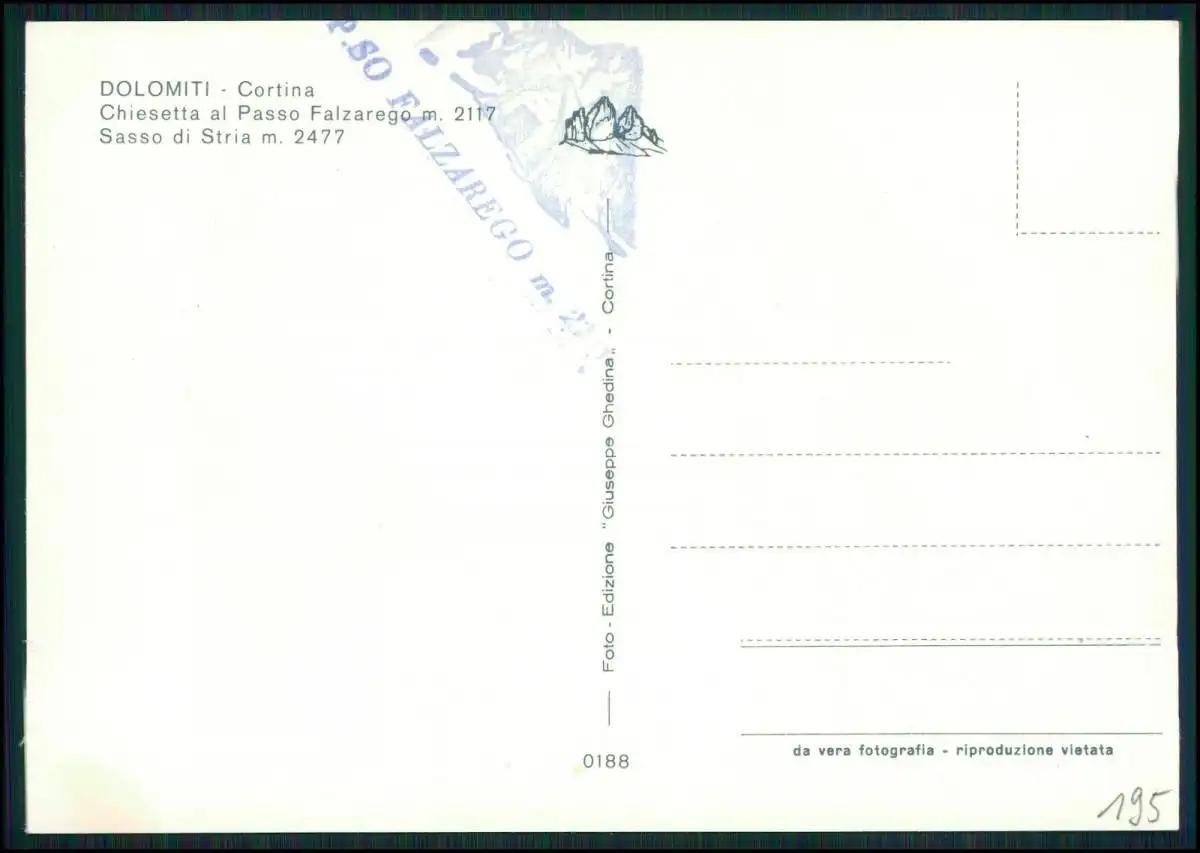 DOLOMITI - Cortina
Chiesetta al Passo Falzarego m. 2117
Sasso di Stria m. 2477
P.SO FALZAREGO m.
Foto - Edizione "Giuseppe Ghedina„ - Cortina
0188
da vera fotografia - riproduzione vietata
195